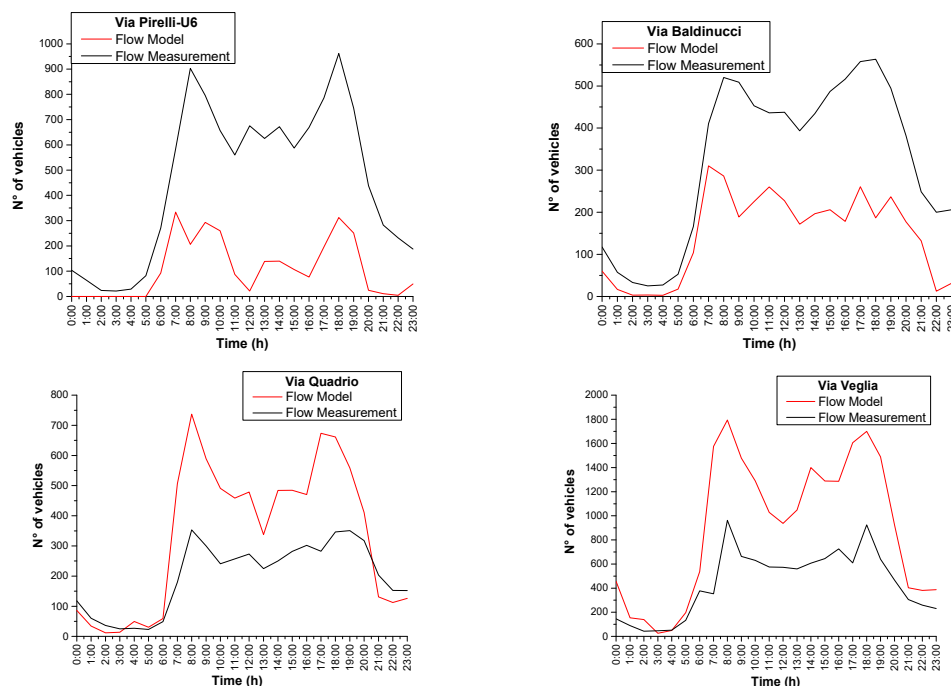 Via Pirelli-U6
Flow Model
Flow Measurement
N° of vehicles
1000
900
800
700
600
500
400
300
200
100
0
0:00 1:00 2:00 3:00 4:00 5:00 6:00 7:00 8:00 9:00 10:00 11:00 12:00 13:00 14:00 15:00 16:00 17:00 18:00 19:00 20:00 21:00 22:00 23:00
Time (h)
Via Baldinucci
Flow Model
Flow Measurement
N° of vehicles
600
500
400
300
200
100
0
0:00 1:00 2:00 3:00 4:00 5:00 6:00 7:00 8:00 9:00 10:00 11:00 12:00 13:00 14:00 15:00 16:00 17:00 18:00 19:00 20:00 21:00 22:00 23:00
Time (h)
Via Quadrio
Flow Model
Flow Measurement
N° of vehicles
800
700
600
500
400
300
200
100
0
0:00 1:00 2:00 3:00 4:00 5:00 6:00 7:00 8:00 9:00 10:00 11:00 12:00 13:00 14:00 15:00 16:00 17:00 18:00 19:00 20:00 21:00 22:00 23:00
Time (h)
Via Veglia
Flow Model
Flow Measurement
N° of vehicles
2000
1800
1600
1400
1200
1000
800
600
400
200
0
0:00 1:00 2:00 3:00 4:00 5:00 6:00 7:00 8:00 9:00 10:00 11:00 12:00 13:00 14:00 15:00 16:00 17:00 18:00 19:00 20:00 21:00 22:00 23:00
Time (h)